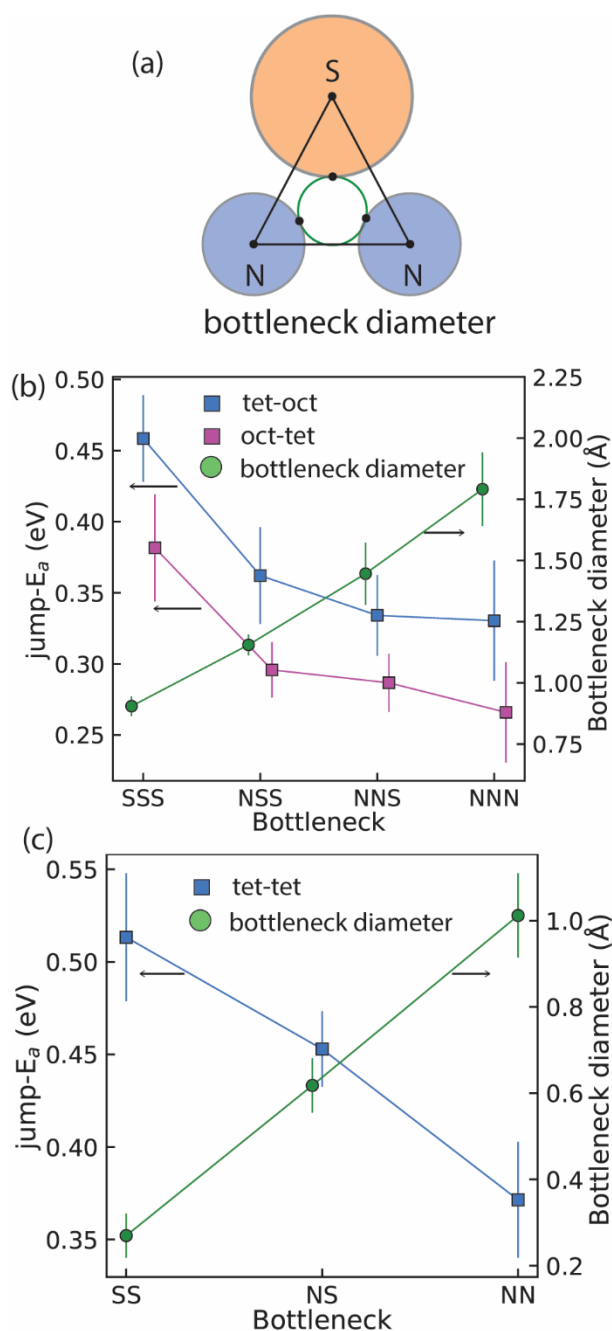 (a)
S
N
N
bottleneck diameter
(b)
0.50
0.45
0.40
0.35
0.30
0.25
jump-Eₐ (eV)
tet-oct
oct-tet
bottleneck diameter
2.25
2.00
1.75
1.50
1.25
1.00
0.75
Bottleneck diameter (Å)
SSS
NSS
NNS
NNN
Bottleneck
(c)
0.55
0.50
0.45
0.40
0.35
jump-Eₐ (eV)
tet-tet
bottleneck diameter
1.0
0.8
0.6
0.4
0.2
Bottleneck diameter (Å)
SS
NS
NN
Bottleneck